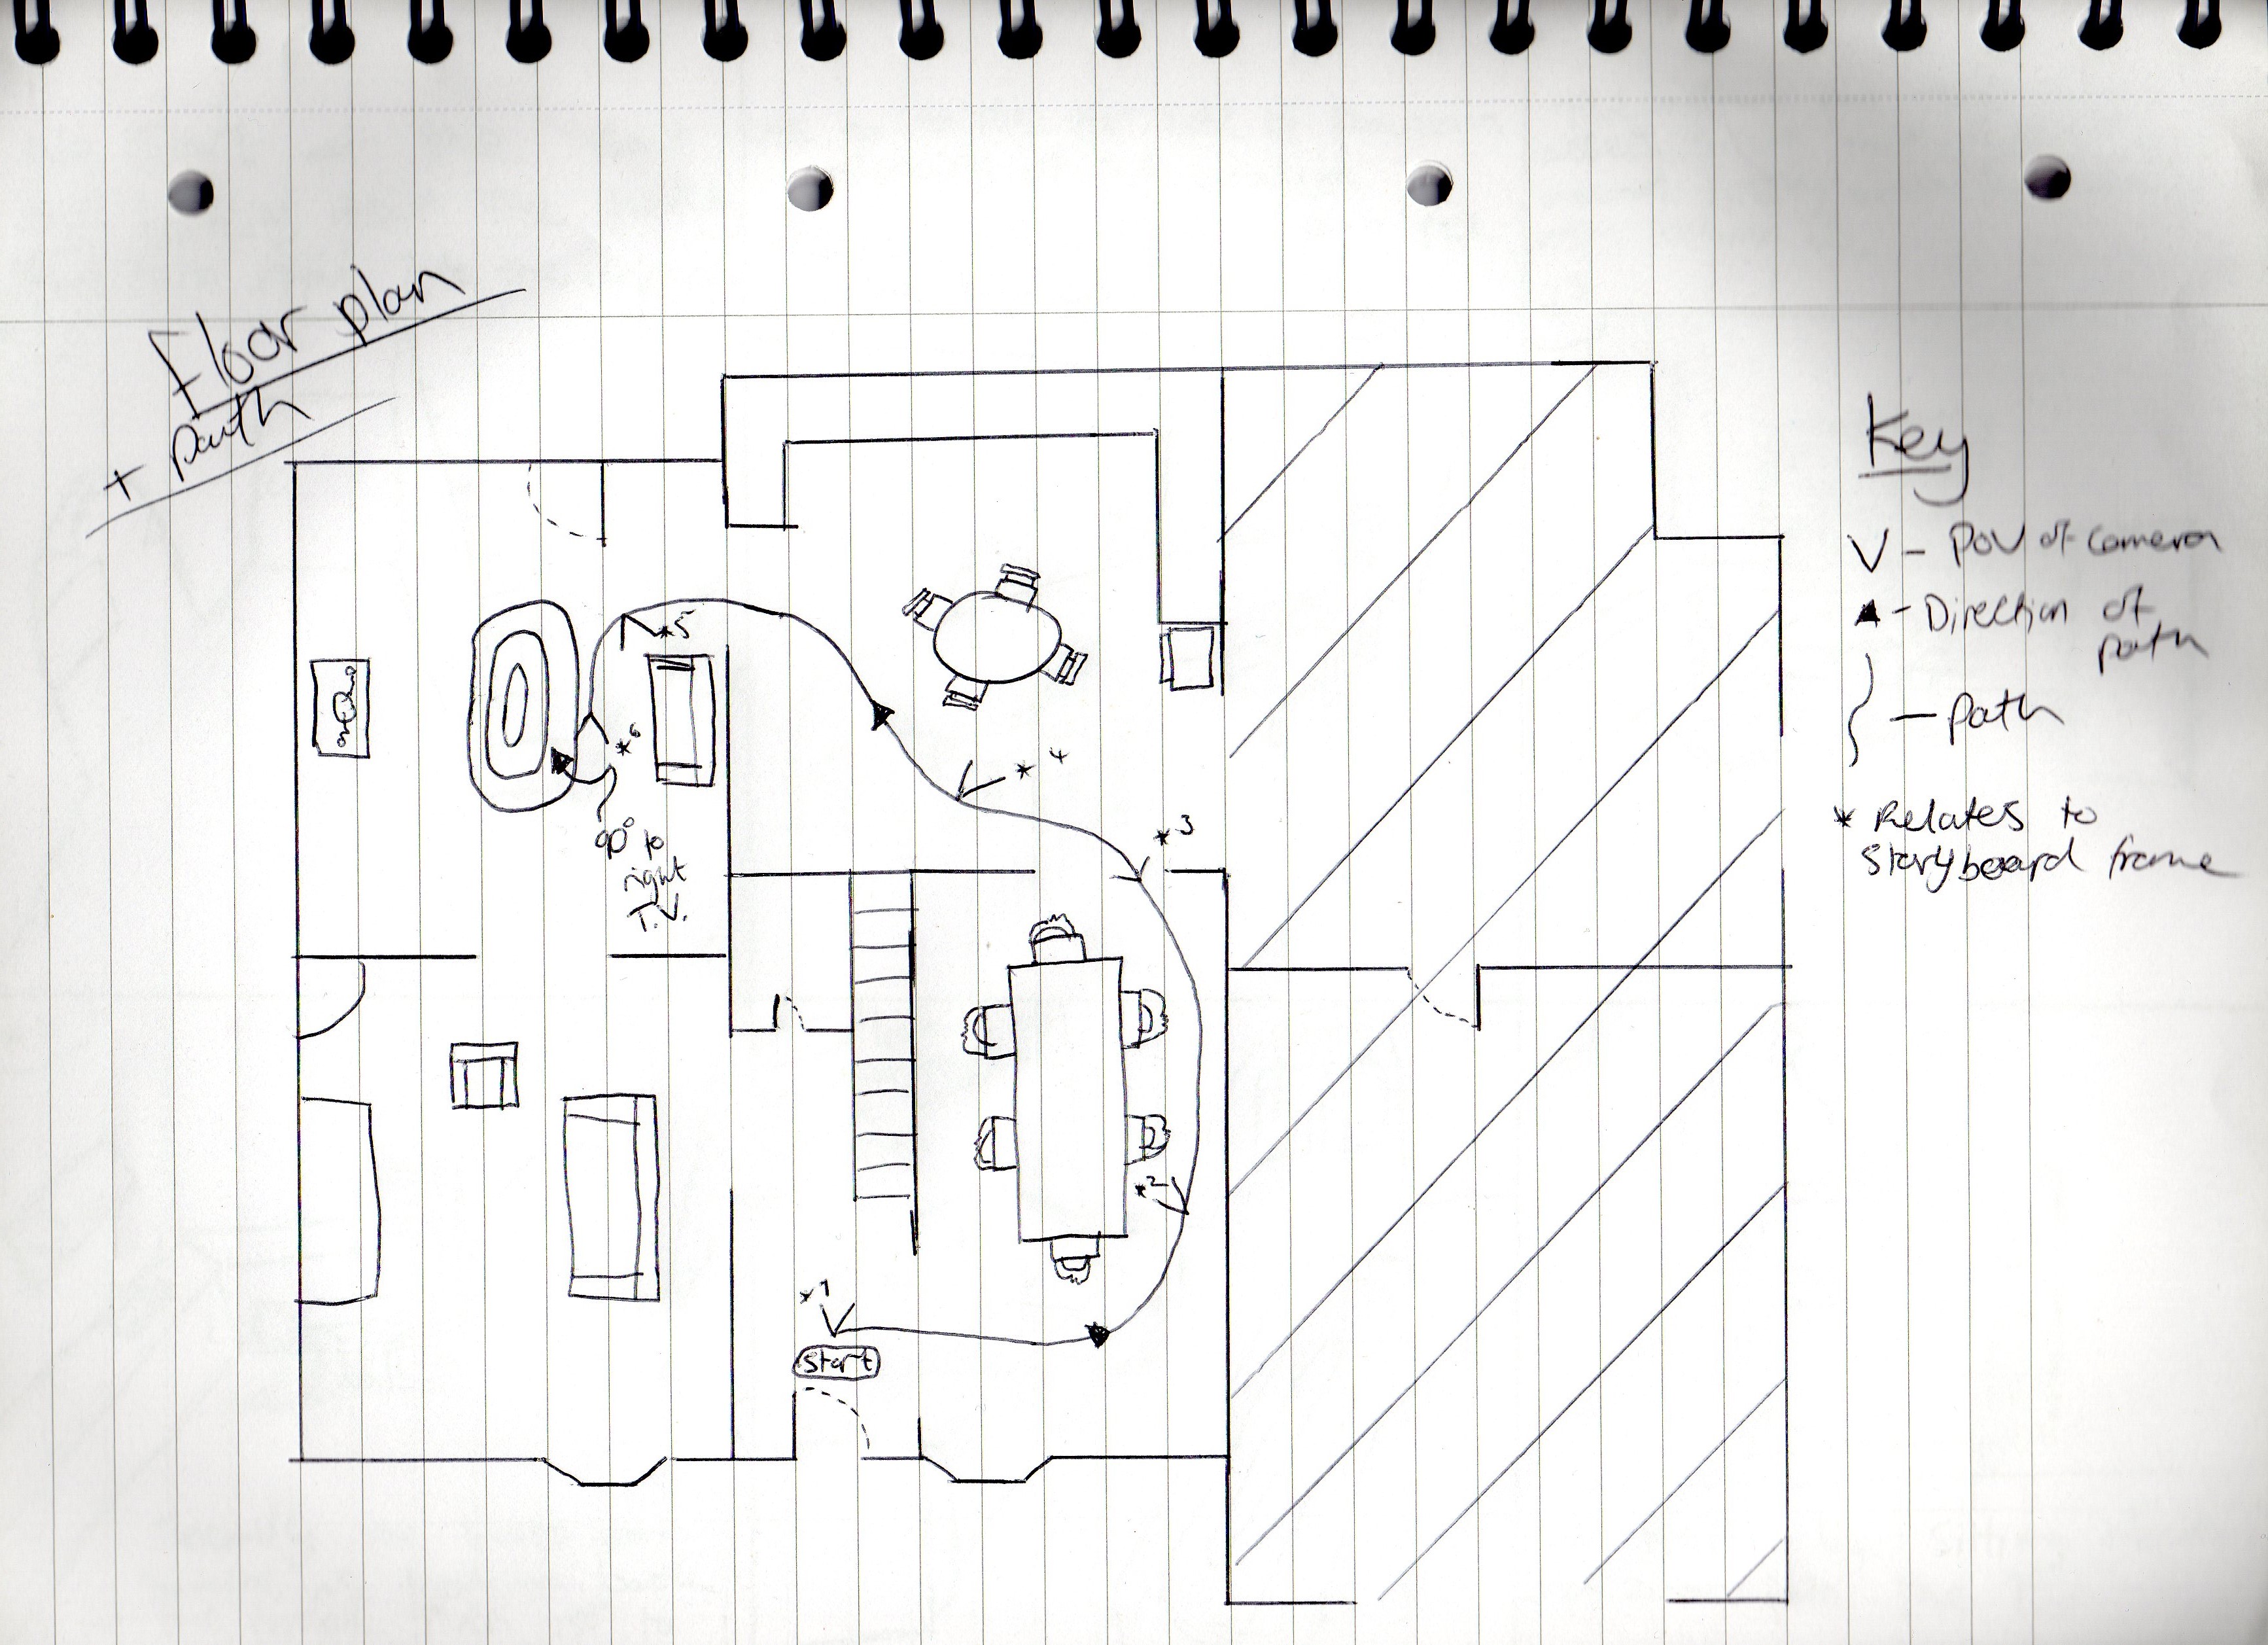 Floor plan
+ path
Key
V - POV of camera
▲ - Direction of
path
- Path
* Relates to
storyboard frame
*5
*6
90° to
right
T.V.
*4
*3
*2
*1
Start